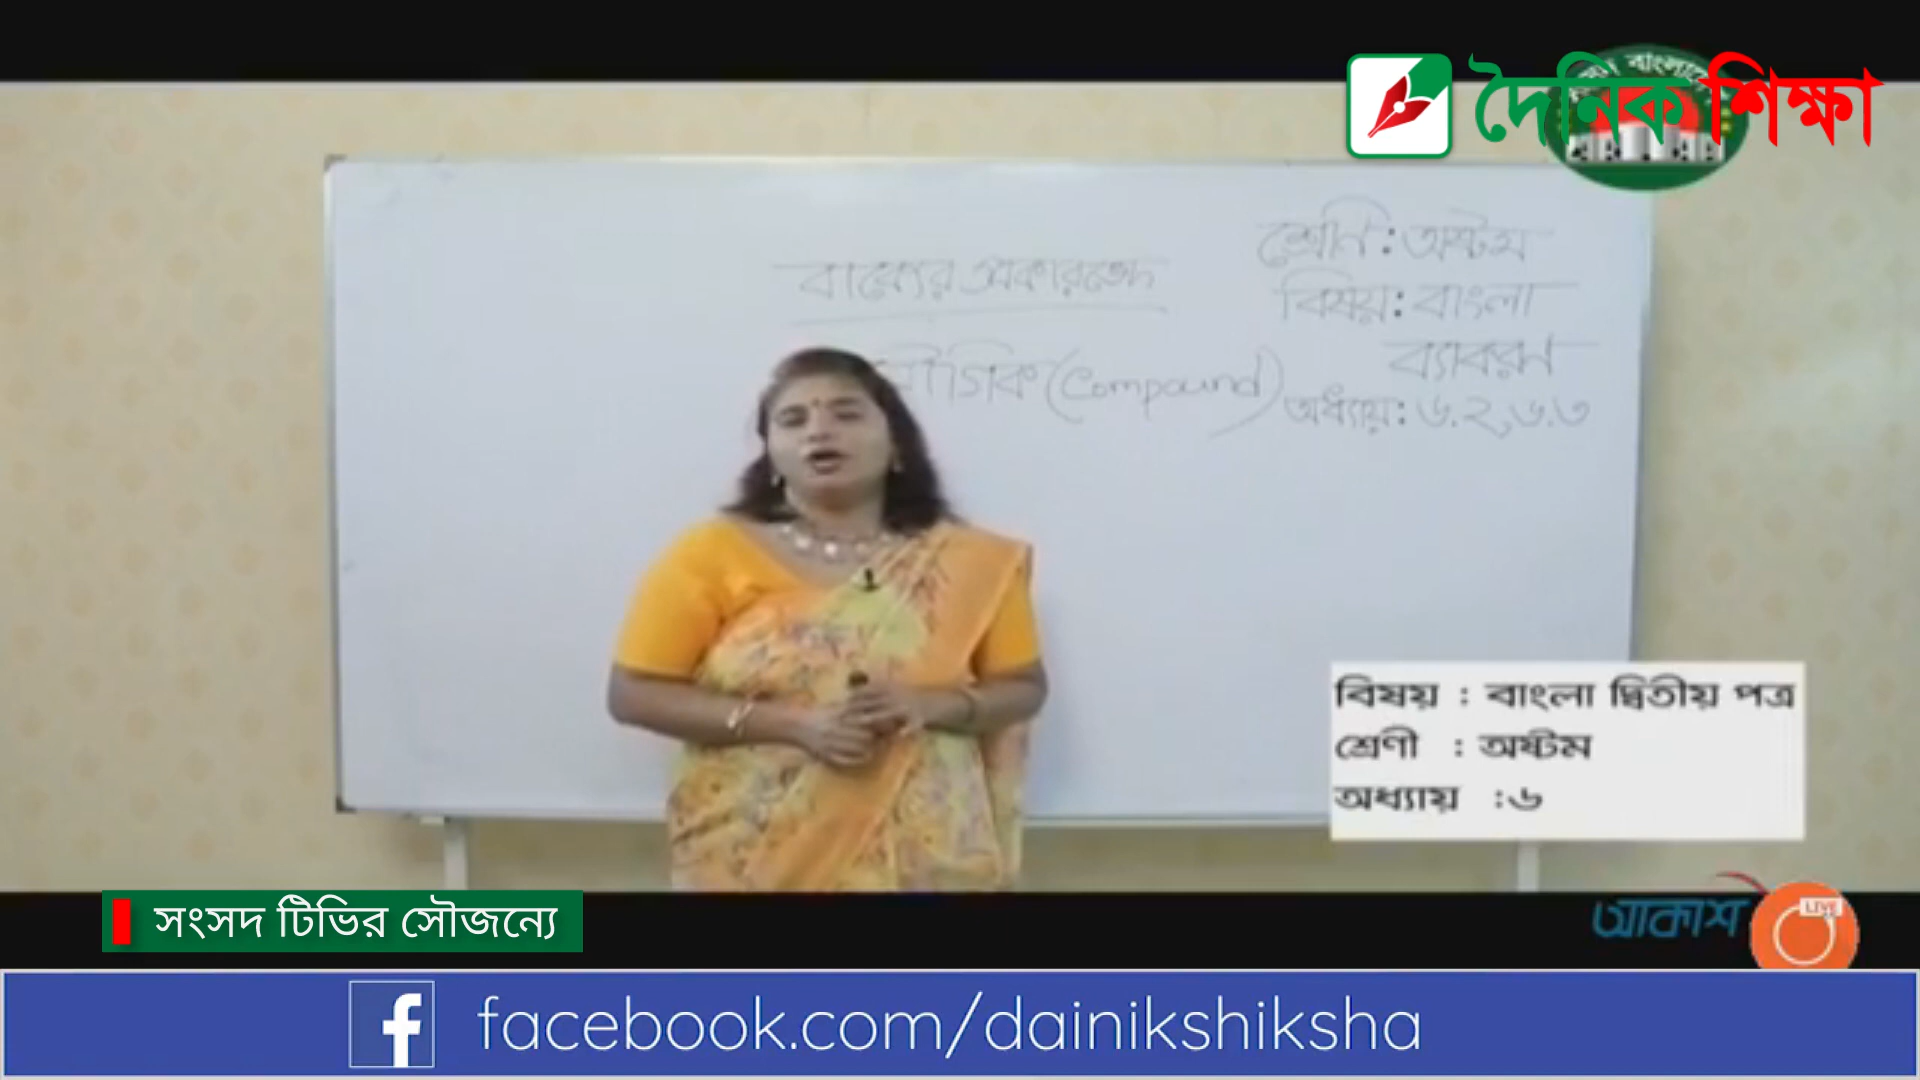 দৈনিক শিক্ষা
বাক্যের প্রকারভেদ
(Compound)
শ্রেণি : অষ্টম
বিষয় : বাংলা
ব্যাকরণ
অধ্যায় : ৬.২, ৬.৩
বিষয় : বাংলা দ্বিতীয় পত্র
শ্রেণী : অষ্টম
অধ্যায় :৬
সংসদ টিভির সৌজন্যে
আকাশ
LIVE
facebook.com/dainikshiksha